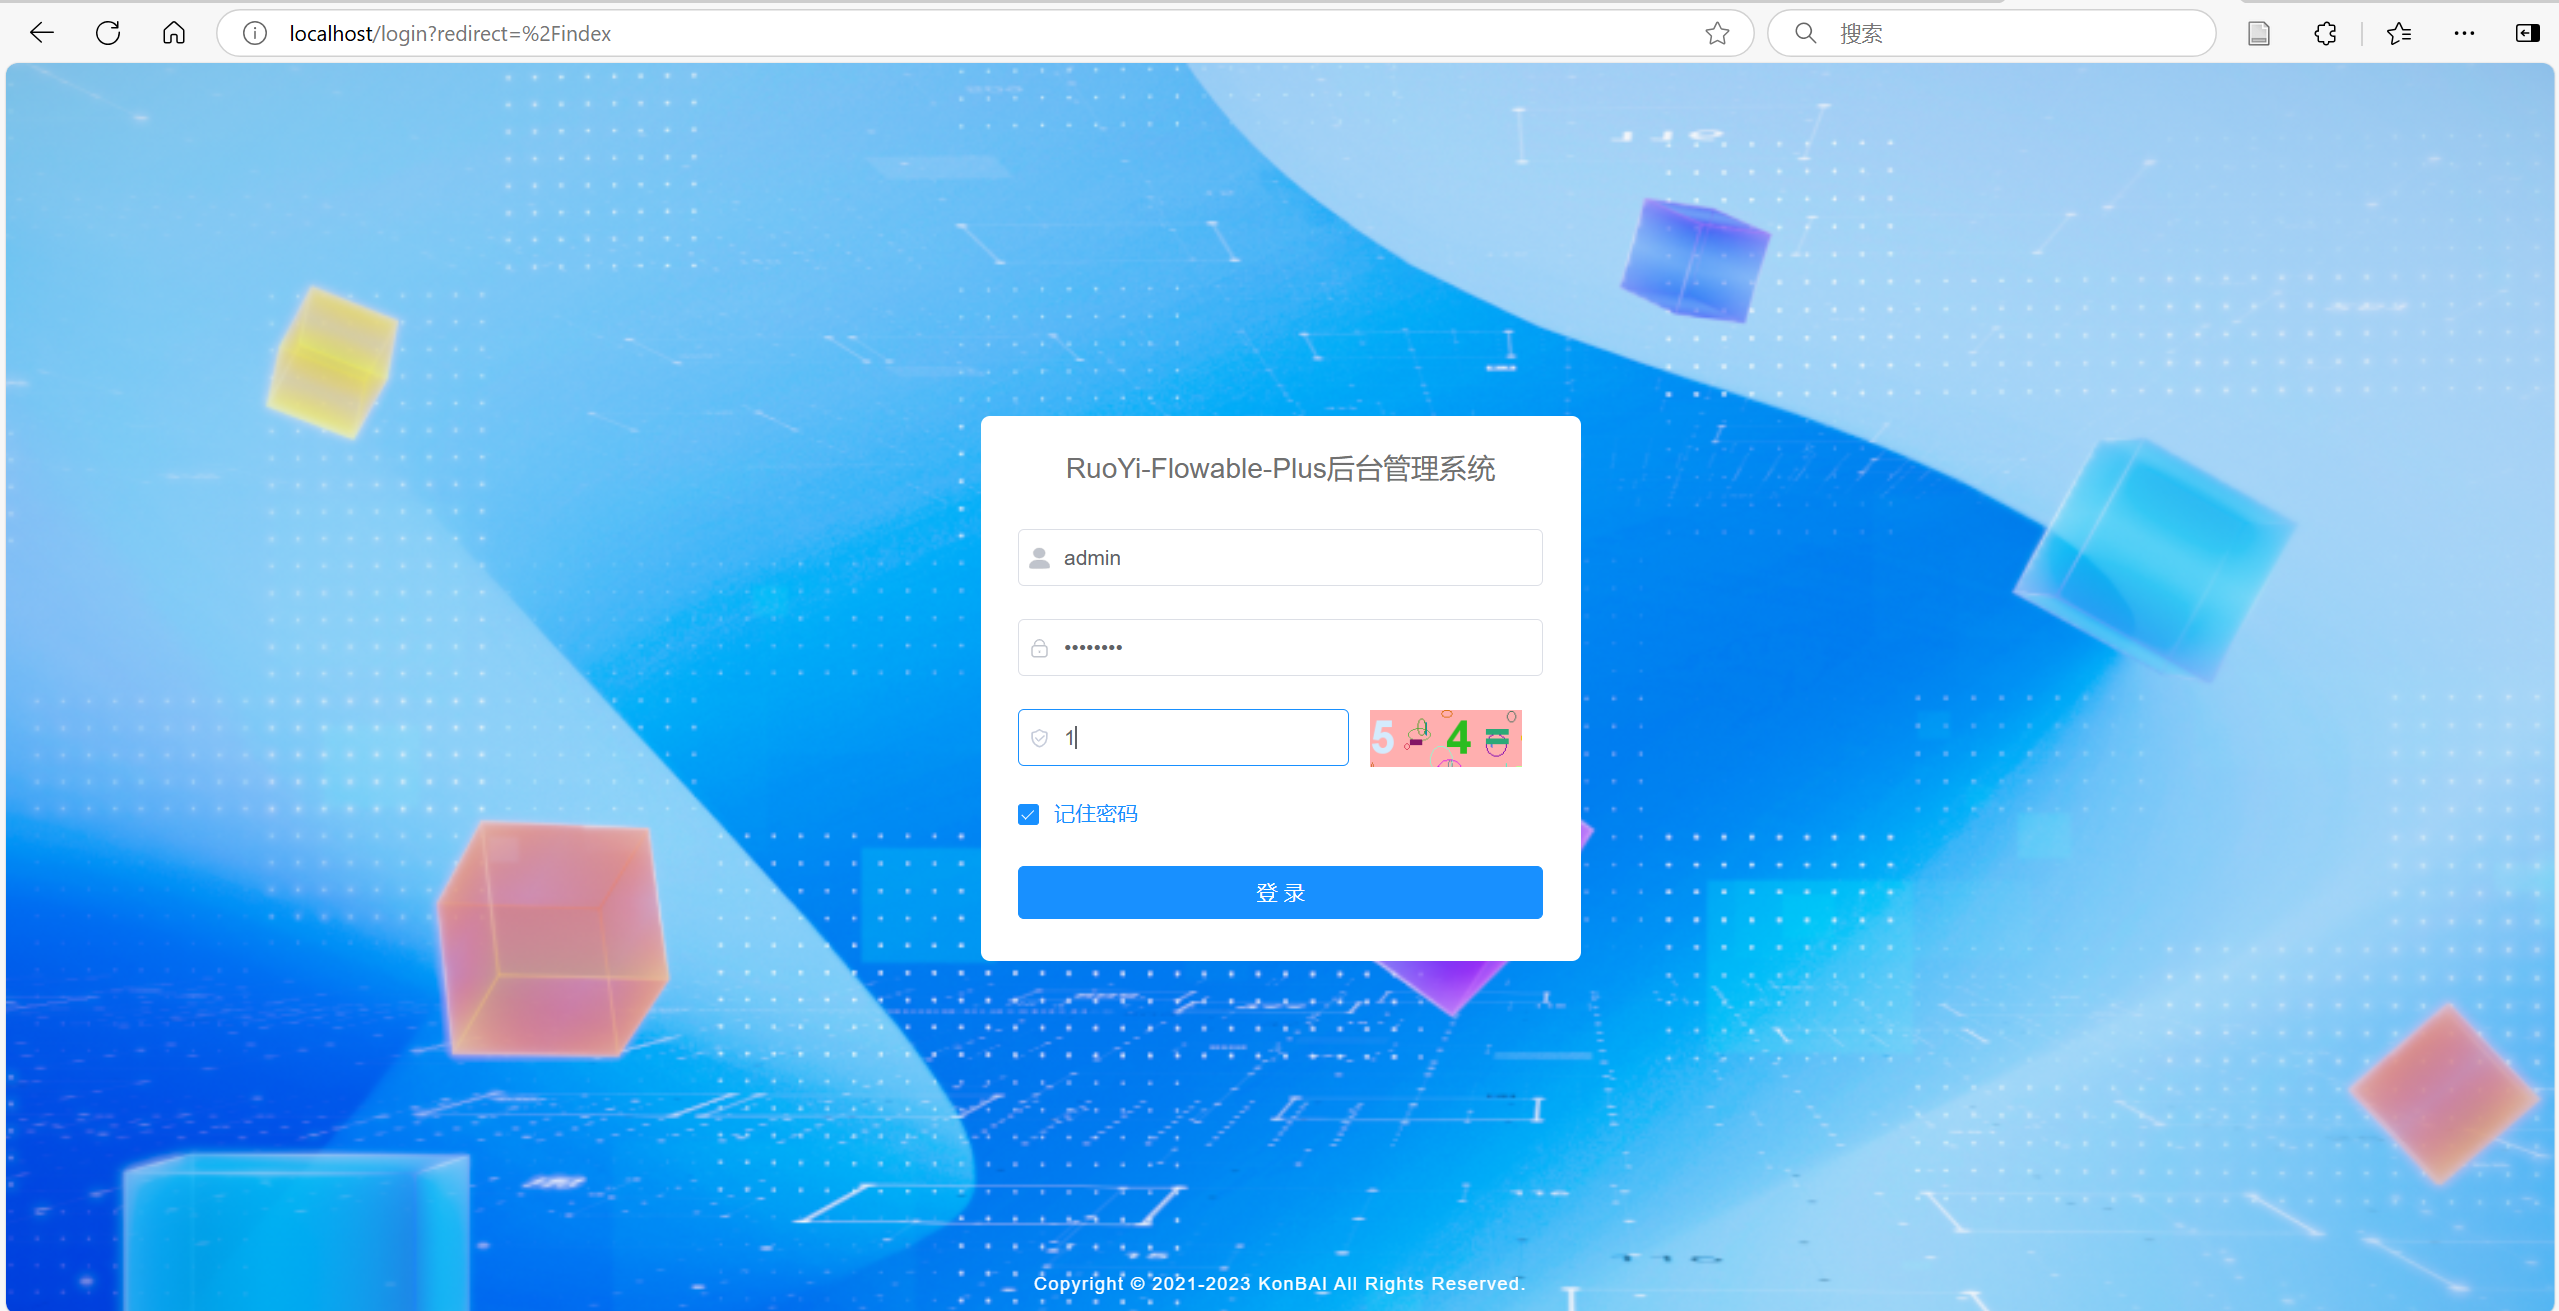 localhost/login?redirect=%2Findex
搜索
RuoYi-Flowable-Plus后台管理系统
admin
••••••••
1
5 - 4 =
记住密码
登 录
Copyright © 2021-2023 KonBAI All Rights Reserved.